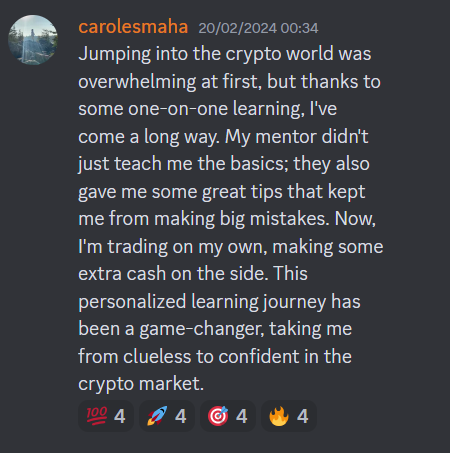 carolesmaha 20/02/2024 00:34
Jumping into the crypto world was
overwhelming at first, but thanks to
some one-on-one learning, I've
come a long way. My mentor didn't
just teach me the basics; they also
gave me some great tips that kept
me from making big mistakes. Now,
I'm trading on my own, making some
extra cash on the side. This
personalized learning journey has
been a game-changer, taking me
from clueless to confident in the
crypto market.
💯 4 🚀 4 🎯 4 🔥 4